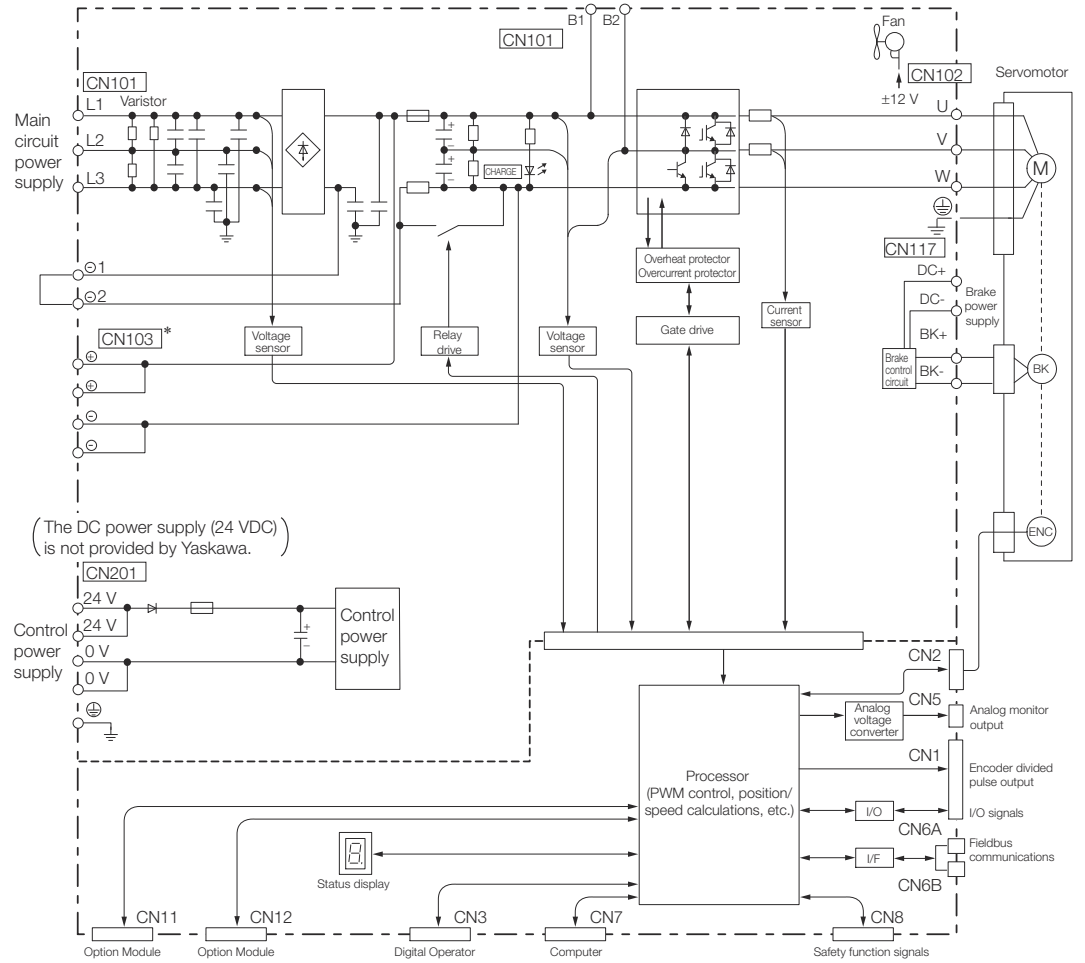 B1 B2
CN101
Fan
±12 V
CN102
Servomotor
CN101
Varistor
Main
circuit
power
supply
L1
L2
L3
CHARGE
U
V
W
M
CN117
DC+
DC-
Brake
power
supply
BK+
BK-
Brake
control
circuit
BK
⊖1
⊖2
CN103*
⊕
⊕
⊖
⊖
Voltage
sensor
Relay
drive
Voltage
sensor
Overheat protector
Overcurrent protector
Gate drive
Current
sensor
ENC
(The DC power supply (24 VDC)
is not provided by Yaskawa.)
CN201
Control
power
supply
24 V
24 V
0 V
0 V
+
–
Control
power
supply
CN2
CN5
Analog
voltage
converter
Analog monitor
output
CN1
Encoder divided
pulse output
Processor
(PWM control, position/
speed calculations, etc.)
I/O
I/O signals
CN6A
I/F
Fieldbus
communications
CN6B
8.
Status display
CN11
Option Module
CN12
Option Module
CN3
Digital Operator
CN7
Computer
CN8
Safety function signals